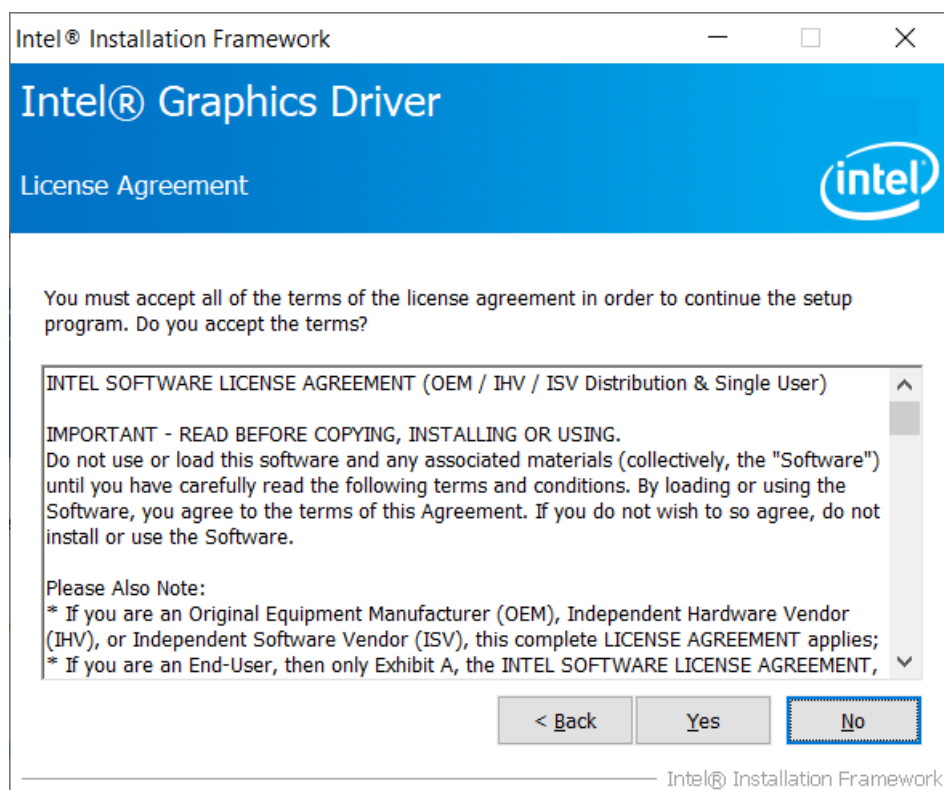 Intel® Installation Framework
Intel® Graphics Driver
License Agreement
intel
You must accept all of the terms of the license agreement in order to continue the setup
program. Do you accept the terms?
INTEL SOFTWARE LICENSE AGREEMENT (OEM / IHV / ISV Distribution & Single User)
IMPORTANT - READ BEFORE COPYING, INSTALLING OR USING.
Do not use or load this software and any associated materials (collectively, the "Software")
until you have carefully read the following terms and conditions. By loading or using the
Software, you agree to the terms of this Agreement. If you do not wish to so agree, do not
install or use the Software.
Please Also Note:
* If you are an Original Equipment Manufacturer (OEM), Independent Hardware Vendor
(IHV), or Independent Software Vendor (ISV), this complete LICENSE AGREEMENT applies;
* If you are an End-User, then only Exhibit A, the INTEL SOFTWARE LICENSE AGREEMENT,
< Back
Yes
No
Intel® Installation Framework